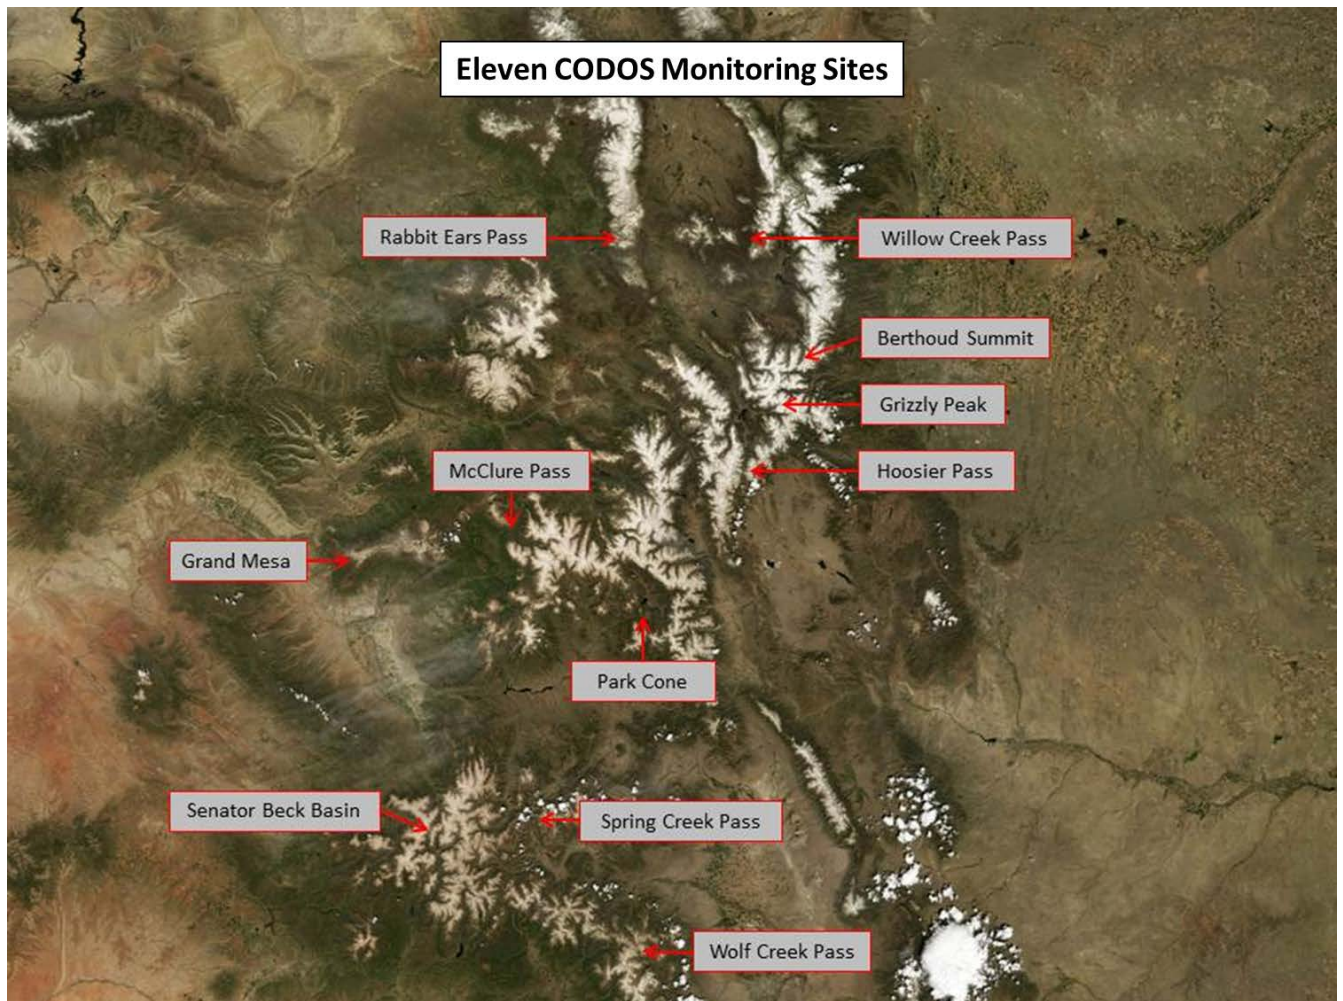 Eleven CODOS Monitoring Sites
Rabbit Ears Pass
Willow Creek Pass
Berthoud Summit
Grizzly Peak
McClure Pass
Hoosier Pass
Grand Mesa
Park Cone
Senator Beck Basin
Spring Creek Pass
Wolf Creek Pass